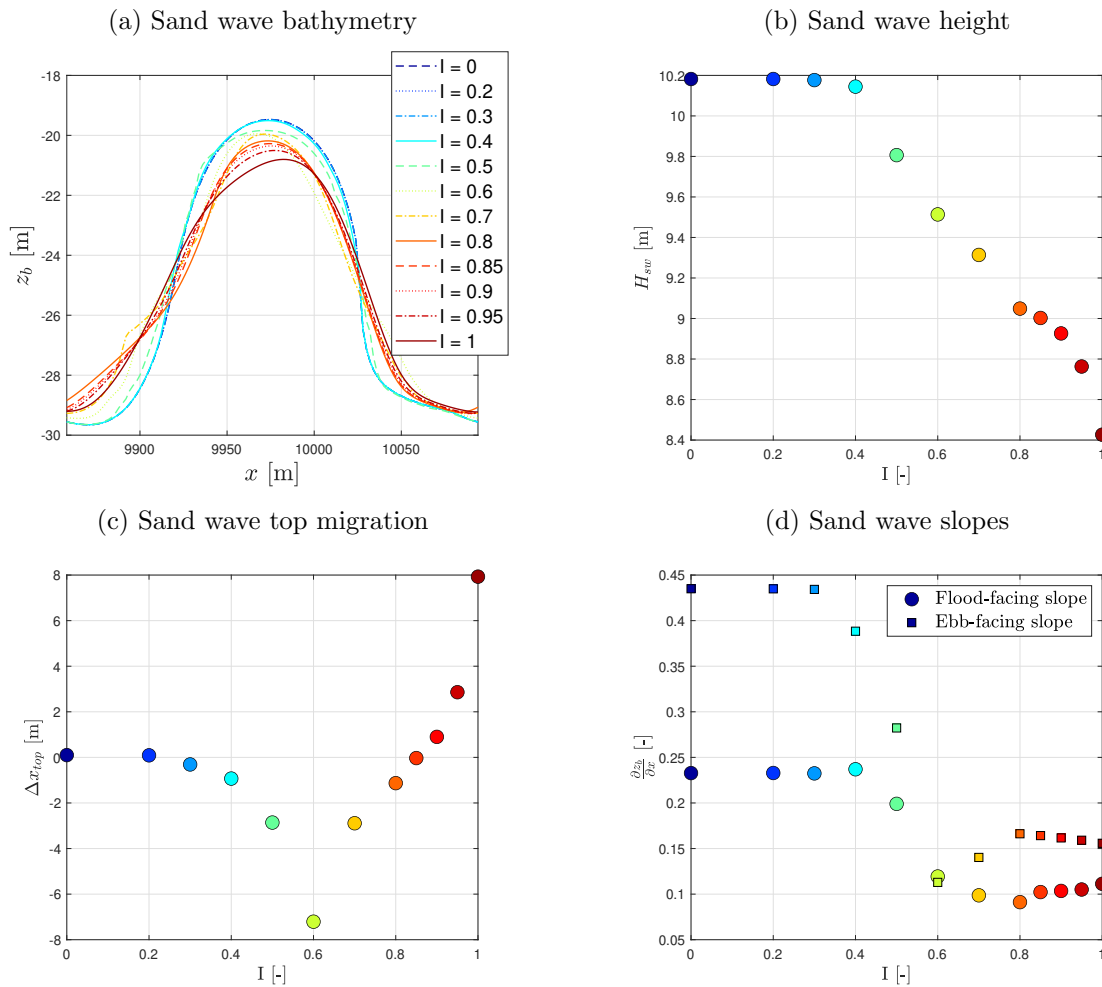 (a) Sand wave bathymetry
-18
-20
-22
-24
-26
-28
-30
z_b [m]
9900 9950 10000 10050
x [m]
I = 0
I = 0.2
I = 0.3
I = 0.4
I = 0.5
I = 0.6
I = 0.7
I = 0.8
I = 0.85
I = 0.9
I = 0.95
I = 1
(b) Sand wave height
10.2
10
9.8
9.6
9.4
9.2
9
8.8
8.6
8.4
H_{sw} [m]
0 0.2 0.4 0.6 0.8 1
I [-]
(c) Sand wave top migration
8
6
4
2
0
-2
-4
-6
-8
Δx_{top} [m]
0 0.2 0.4 0.6 0.8 1
I [-]
(d) Sand wave slopes
0.45
0.4
0.35
0.3
0.25
0.2
0.15
0.1
0.05
∂z_b/∂x [-]
Flood-facing slope
Ebb-facing slope
0 0.2 0.4 0.6 0.8 1
I [-]